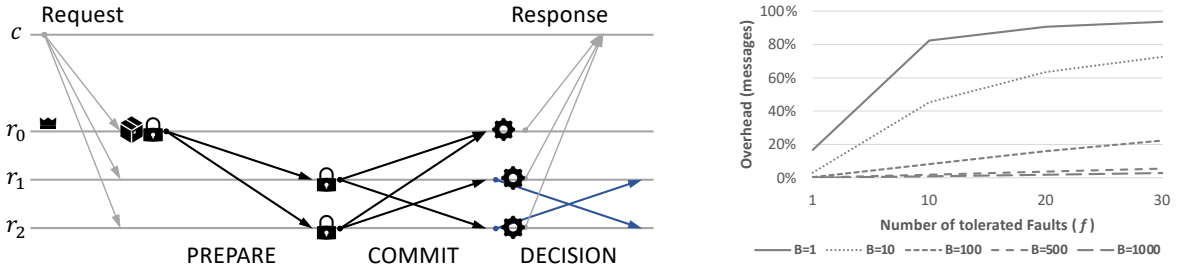 Request
Response
c
r0
r1
r2
PREPARE
COMMIT
DECISION
100%
80%
60%
40%
20%
0%
Overhead (messages)
1
10
20
30
Number of tolerated Faults (f)
B=1
B=10
B=100
B=500
B=1000